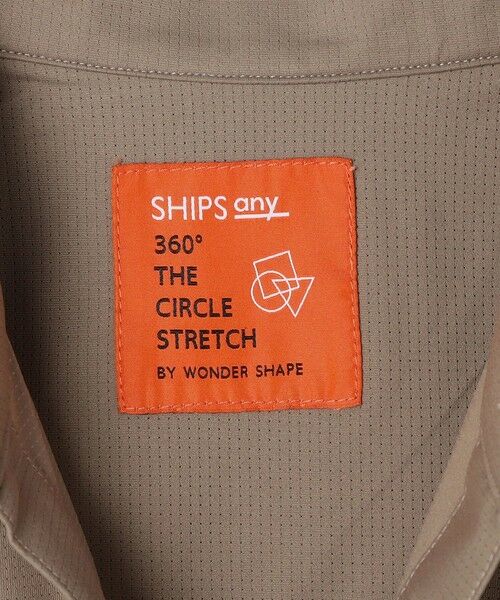 SHIPS any
360°
THE
CIRCLE
STRETCH
BY WONDER SHAPE